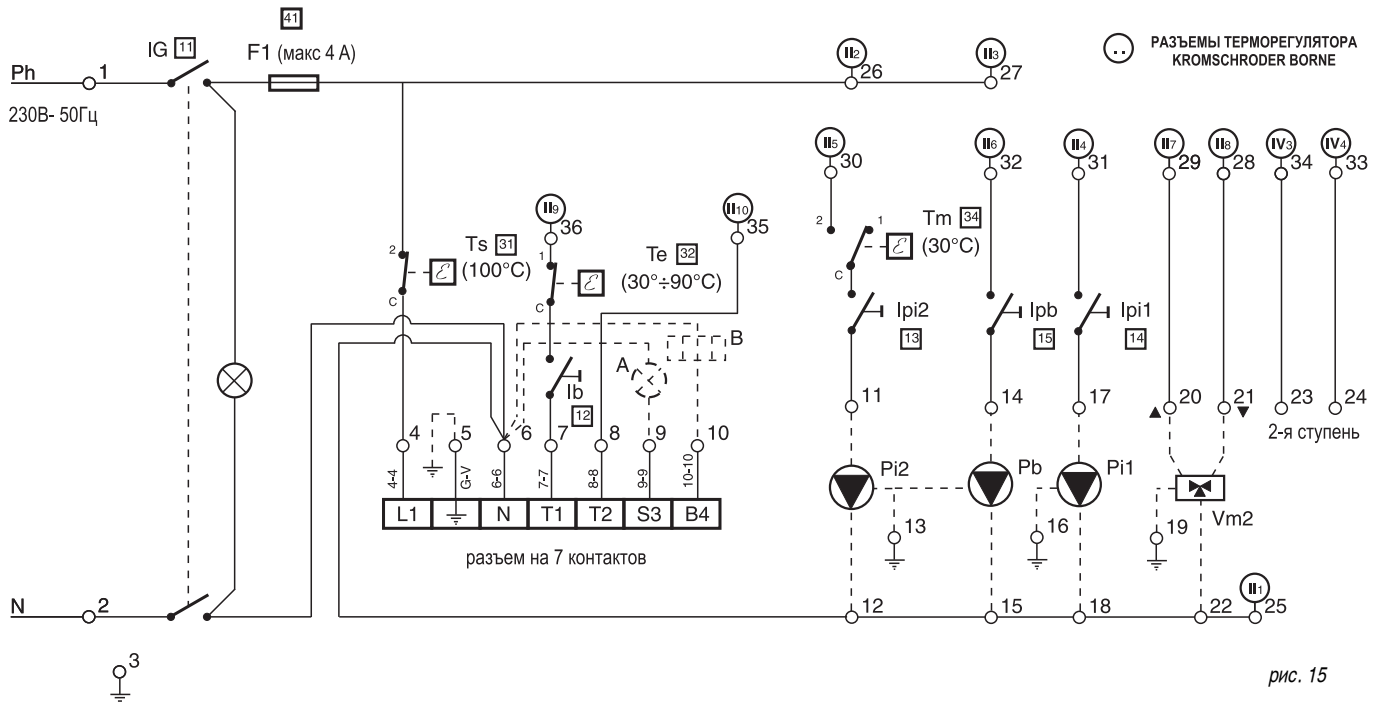 41
IG 11
F1 (макс 4 А)
II2
II3
.. РАЗЪЕМЫ ТЕРМОРЕГУЛЯТОРА
KROMSCHRODER BORNE
Ph 1
26
27
230В- 50Гц
II5
II6
II4
II7
II8
IV3
IV4
30
32
31
29
28
34
33
II9
II10
36
35
2
1
Tm 34
(30°C)
C
2
Ts 31
(100°C)
C
1
Te 32
(30°÷90°C)
C
Ipi2
13
Ipb
15
Ipi1
14
A
B
Ib
12
11
14
17
20
21
23
24
▲
▼
2-я ступень
4
5
6
7
8
9
10
4-4
G-V
6-6
7-7
8-8
9-9
10-10
L1
N
T1
T2
S3
B4
разъем на 7 контактов
Pi2
Pb
Pi1
Vm2
13
16
19
II1
N 2
12
15
18
22
25
3
рис. 15